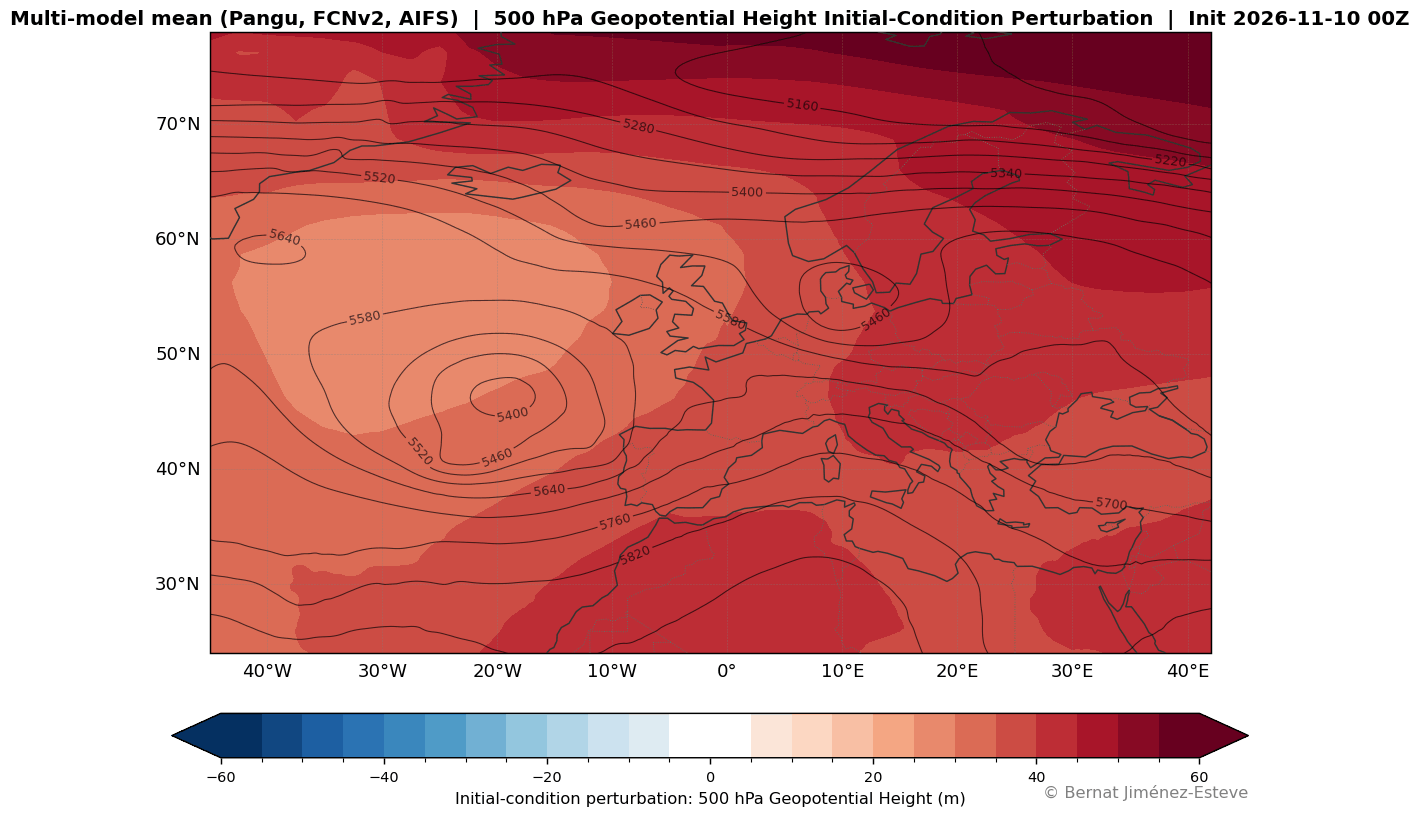 Multi-model mean (Pangu, FCNv2, AIFS) | 500 hPa Geopotential Height Initial-Condition Perturbation | Init 2026-11-10 00Z
70°N
60°N
50°N
40°N
30°N
5160
5280
5220
5520
5340
5400
5460
5640
5580
5580
5460
5400
5520
5460
5640
5700
5760
5820
40°W 30°W 20°W 10°W 0° 10°E 20°E 30°E 40°E
−60 −40 −20 0 20 40 60
Initial-condition perturbation: 500 hPa Geopotential Height (m)
© Bernat Jiménez-Esteve